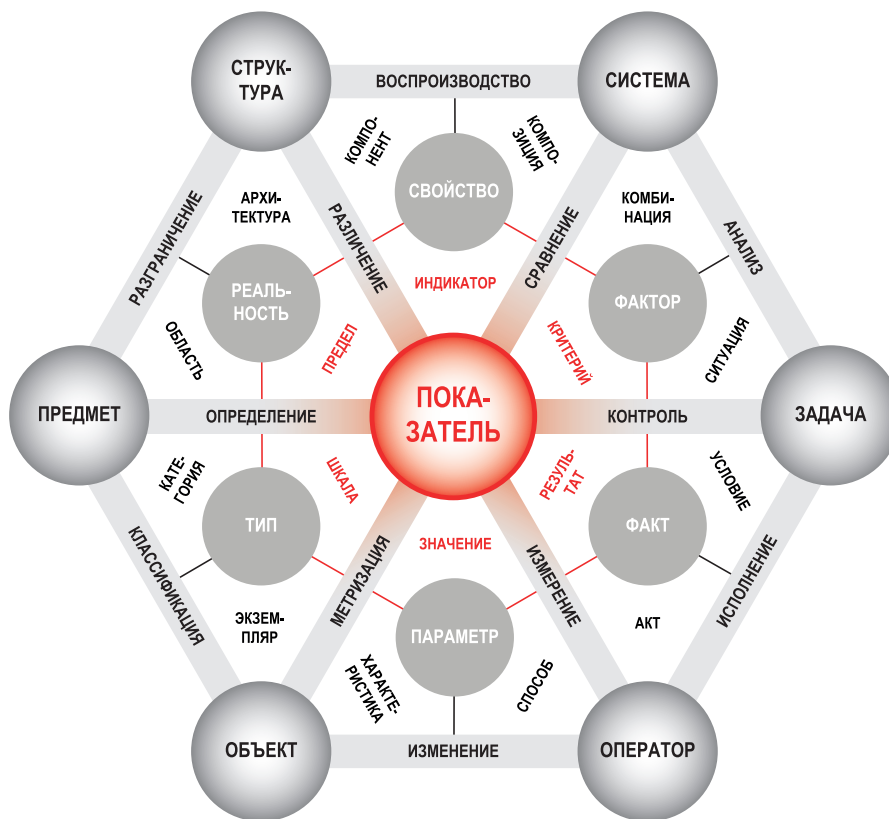 СТРУК-
ТУРА
ВОСПРОИЗВОДСТВО
СИСТЕМА
КОМПО-
НЕНТ
КОМПО-
ЗИЦИЯ
СВОЙСТВО
АРХИ-
ТЕКТУРА
КОМБИ-
НАЦИЯ
РАЗГРАНИЧЕНИЕ
РАЗЛИЧЕНИЕ
СРАВНЕНИЕ
АНАЛИЗ
ИНДИКАТОР
РЕАЛЬ-
НОСТЬ
ФАКТОР
ОБЛАСТЬ
ПРЕДЕЛ
КРИТЕРИЙ
СИТУАЦИЯ
ПРЕДМЕТ
ОПРЕДЕЛЕНИЕ
ПОКА-
ЗАТЕЛЬ
КОНТРОЛЬ
ЗАДАЧА
КАТЕ-
ГОРИЯ
ШКАЛА
РЕЗУЛЬ-
ТАТ
УСЛОВИЕ
ТИП
ЗНАЧЕНИЕ
ФАКТ
КЛАССИФИКАЦИЯ
МЕТРИЗАЦИЯ
ИЗМЕРЕНИЕ
ИСПОЛНЕНИЕ
ЭКЗЕМ-
ПЛЯР
ПАРАМЕТР
АКТ
ХАРАКТЕ-
РИСТИКА
СПОСОБ
ОБЪЕКТ
ИЗМЕНЕНИЕ
ОПЕРАТОР